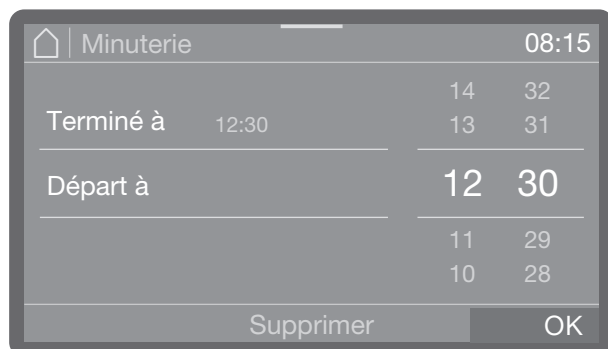 Minuterie 08:15
14 32
Terminé à 12:30 13 31
Départ à 12 30
11 29
10 28
Supprimer OK